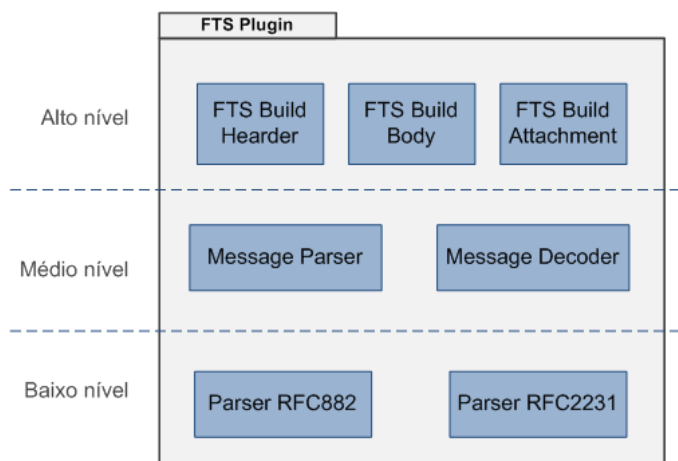 FTS Plugin
Alto nível
FTS Build
Hearder
FTS Build
Body
FTS Build
Attachment
Médio nível
Message Parser
Message Decoder
Baixo nível
Parser RFC882
Parser RFC2231